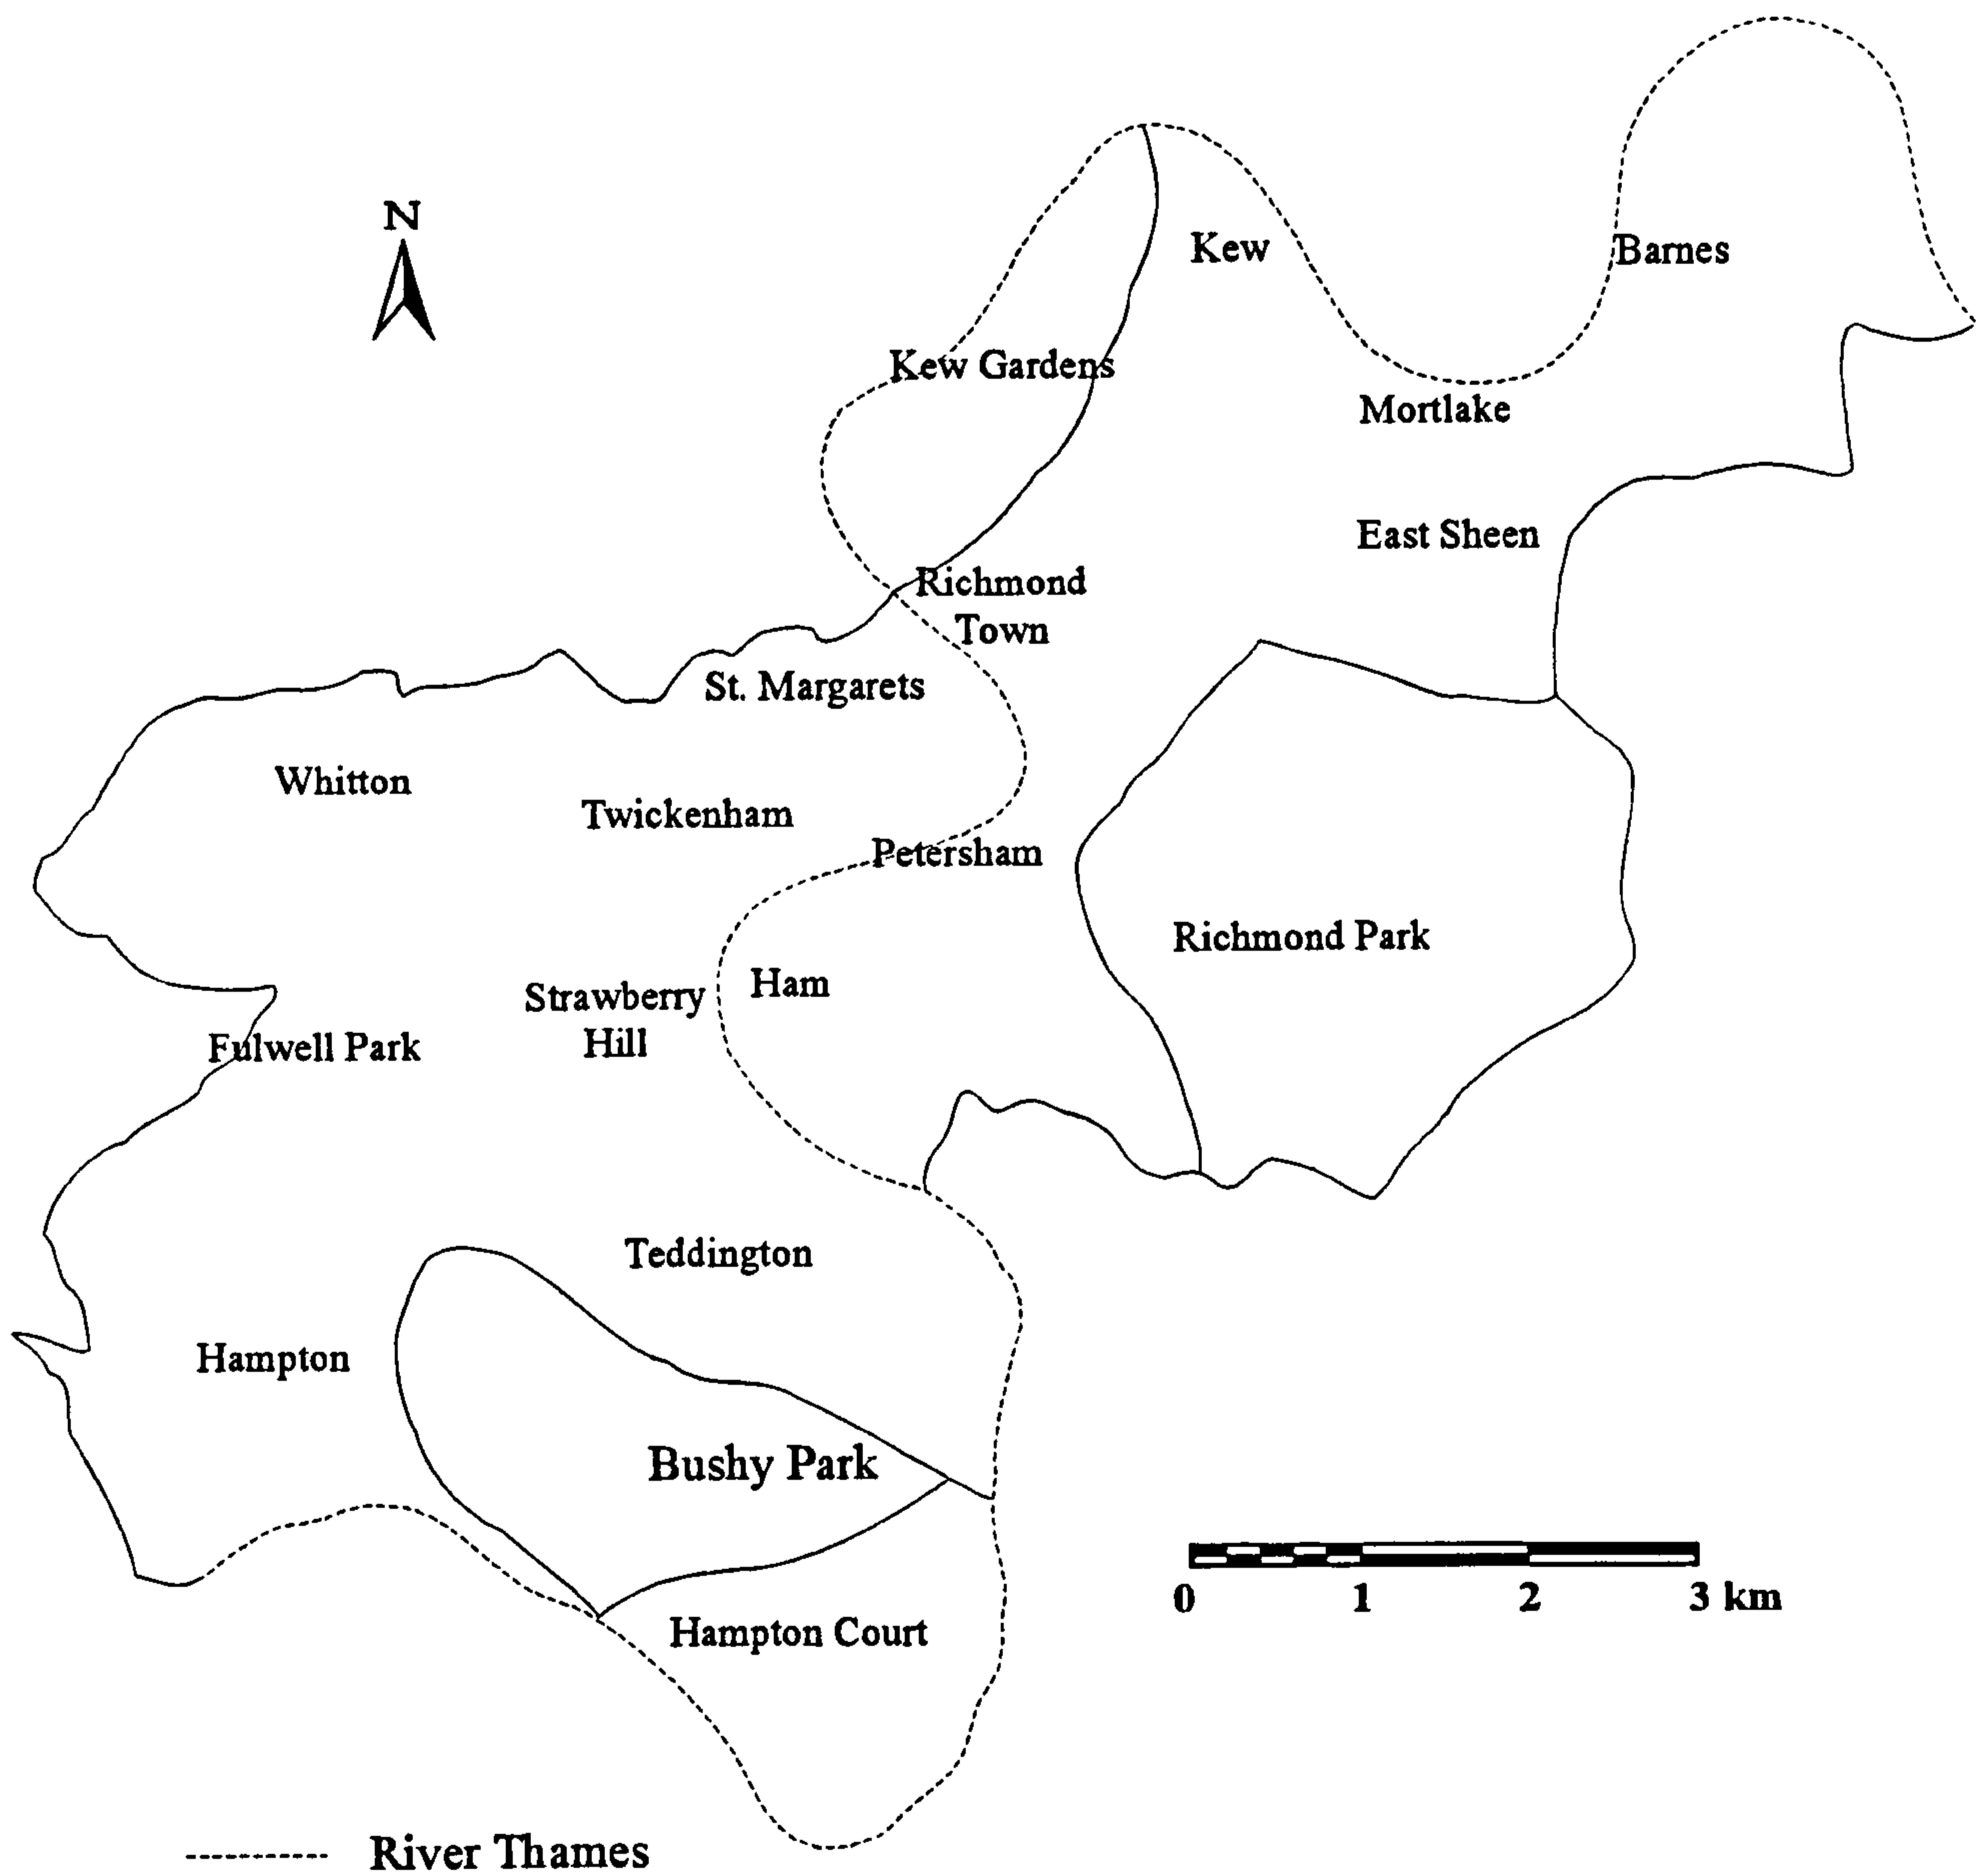 N
Kew
Barnes
Kew Gardens
Mortlake
East Sheen
Richmond
Town
St. Margarets
Whitton
Twickenham
Petersham
Richmond Park
Strawberry
Hill
Ham
Fulwell Park
Teddington
Hampton
Bushy Park
0 1 2 3 km
Hampton Court
River Thames